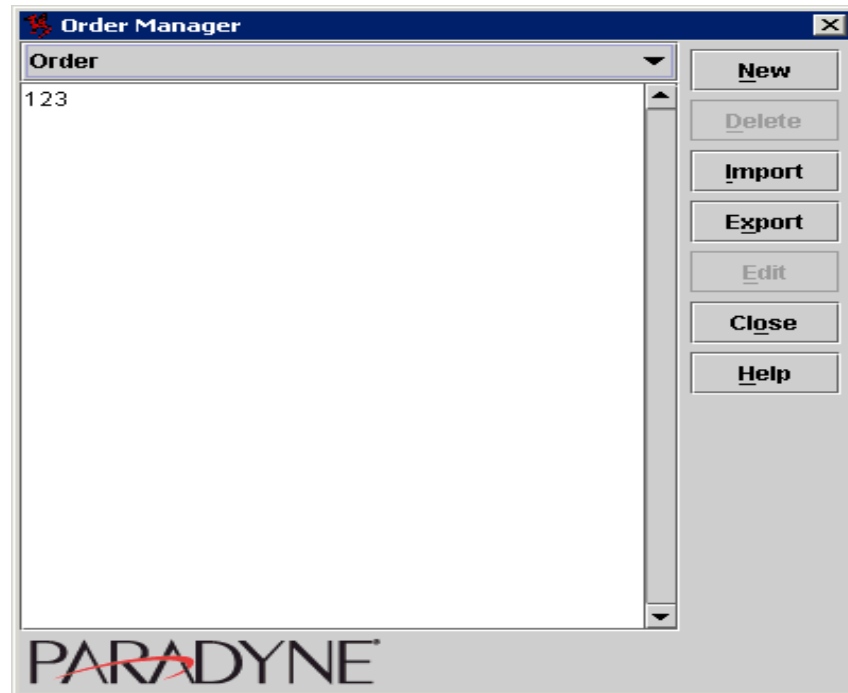 Order Manager
Order
123
New
Delete
Import
Export
Edit
Close
Help
PARADYNE